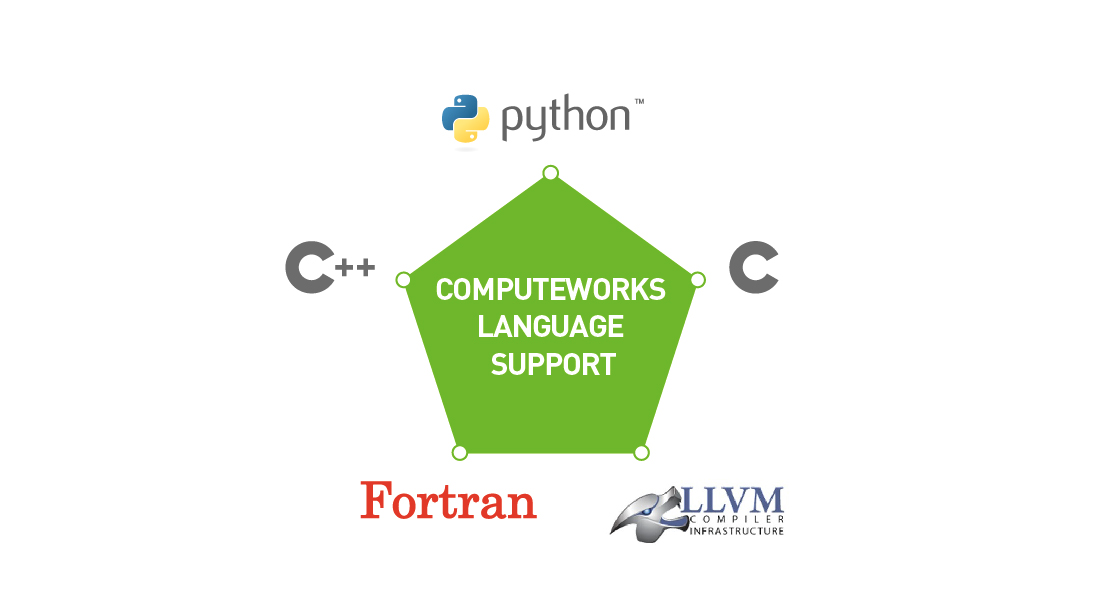 python™
C++
C
COMPUTEWORKS
LANGUAGE
SUPPORT
Fortran
LLVM
COMPILER
INFRASTRUCTURE